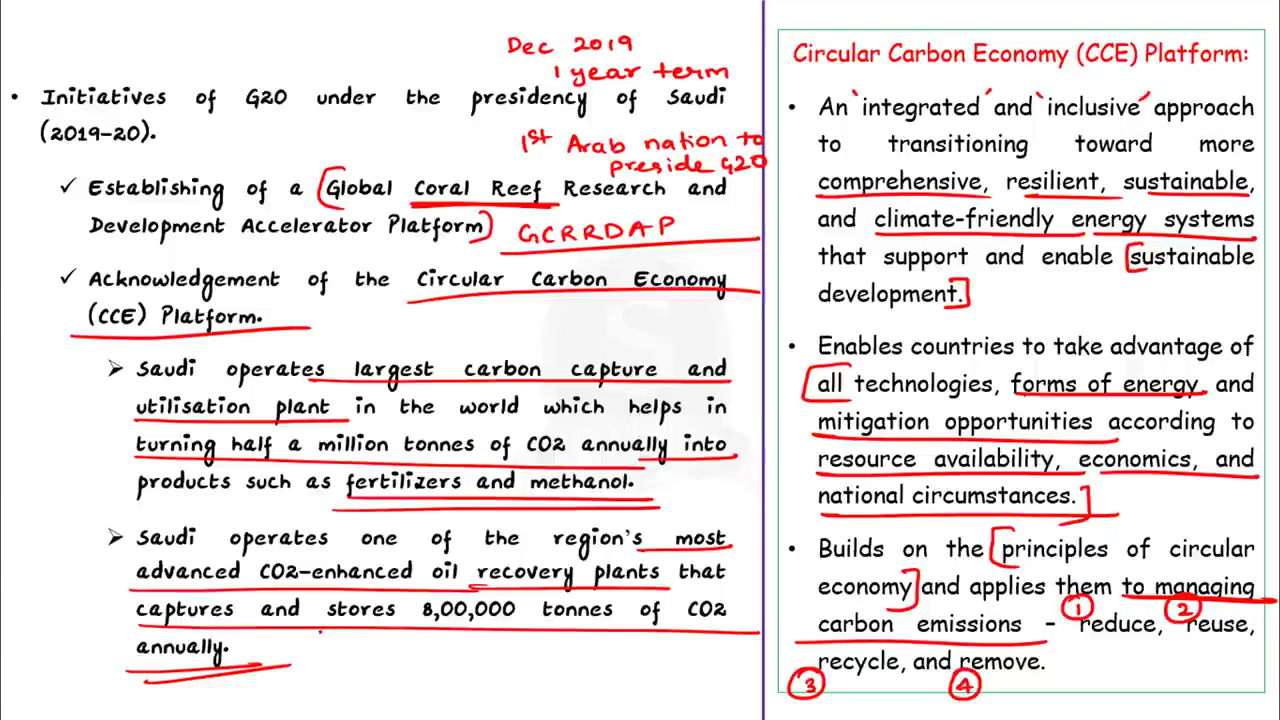 Dec 2019
1 year term
• Initiatives of G20 under the presidency of Saudi
(2019-20).
1st Arab nation to
preside G20
✓ Establishing of a Global Coral Reef Research and
Development Accelerator Platform
GCRRDAP
✓ Acknowledgement of the Circular Carbon Economy
(CCE) Platform.
➢ Saudi operates largest carbon capture and
utilisation plant in the world which helps in
turning half a million tonnes of CO2 annually into
products such as fertilizers and methanol.
➢ Saudi operates one of the region's most
advanced CO2-enhanced oil recovery plants that
captures and stores 8,00,000 tonnes of CO2
annually.
Circular Carbon Economy (CCE) Platform:
• An 'integrated' and 'inclusive' approach
to transitioning toward more
comprehensive, resilient, sustainable,
and climate-friendly energy systems
that support and enable sustainable
development.
• Enables countries to take advantage of
all technologies, forms of energy and
mitigation opportunities according to
resource availability, economics, and
national circumstances.
• Builds on the principles of circular
economy and applies them to managing
1 2
carbon emissions - reduce, reuse,
recycle, and remove.
3 4